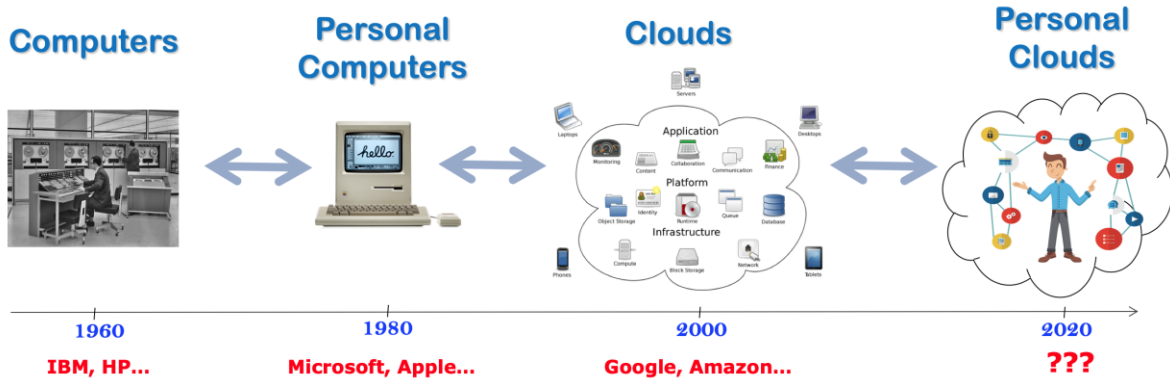 Computers
Personal
Computers
Clouds
Personal
Clouds
hello.
Servers
Laptops
Desktops
Application
Monitoring
Content
Collaboration
Communication
Finance
Platform
Object Storage
Identity
Runtime
Queue
Database
Infrastructure
Compute
Block Storage
Network
Phones
Tablets
1960
1980
2000
2020
IBM, HP...
Microsoft, Apple...
Google, Amazon...
???